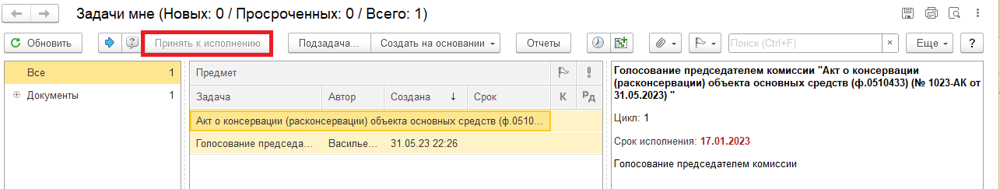 Задачи мне (Новых: 0 / Просроченных: 0 / Всего: 1)
Обновить
Принять к исполнению
Подзадача...
Создать на основании
Отчеты
Поиск (Ctrl+F)
×
Еще
?
Все 1
Документы 1
Предмет
Задача Автор Создана ↓ Срок К Рд
Акт о консервации (расконсервации) объекта основных средств (ф.0510...
Голосование председа... Василье... 31.05.23 22:26
Голосование председателем комиссии "Акт о консервации
(расконсервации) объекта основных средств (ф.0510433) (№ 1023-АК от
31.05.2023) "
Цикл: 1
Срок исполнения: 17.01.2023
Голосование председателем комиссии